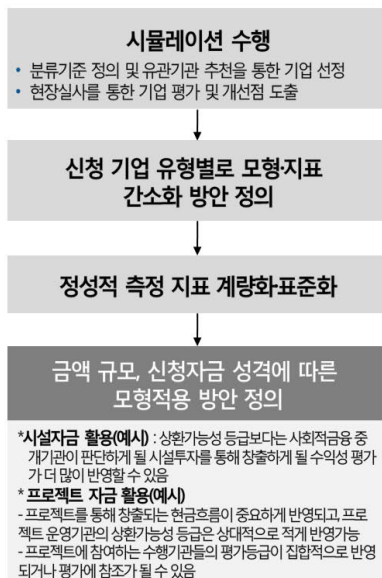 시뮬레이션 수행
• 분류기준 정의 및 유관기관 추천을 통한 기업 선정
• 현장실사를 통한 기업 평가 및 개선점 도출
신청 기업 유형별로 모형·지표
간소화 방안 정의
정성적 측정 지표 계량화·표준화
금액 규모, 신청자금 성격에 따른
모형적용 방안 정의
*시설자금 활용(예시) : 상환가능성 등급보다는 사회적금융 중
개기관이 판단하게 될 시설투자를 통해 창출하게 될 수익성 평가
가 더 많이 반영할 수 있음
* 프로젝트 자금 활용(예시)
- 프로젝트를 통해 창출되는 현금흐름이 중요하게 반영되고, 프로
젝트 운영기관의 상환가능성 등급은 상대적으로 적게 반영가능
- 프로젝트에 참여하는 수행기관들의 평가등급이 집합적으로 반영
되거나 평가에 참조가 될 수 있음